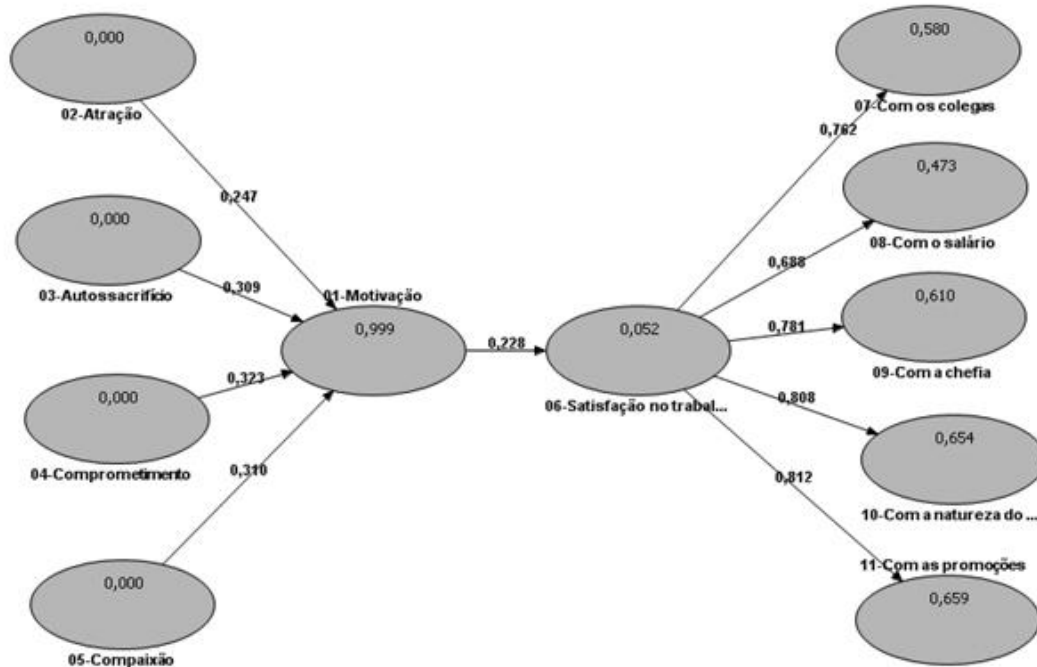 0,000
02-Atração
0,247
0,000
03-Autossacrifício
0,309
01-Motivação
0,999
0,000
04-Comprometimento
0,323
0,000
05-Compaixão
0,310
0,228
0,052
06-Satisfação no trabal...
0,580
07-Com os colegas
0,762
0,473
08-Com o salário
0,688
0,610
09-Com a chefia
0,781
0,654
10-Com a natureza do ...
0,808
11-Com as promoções
0,659
0,812